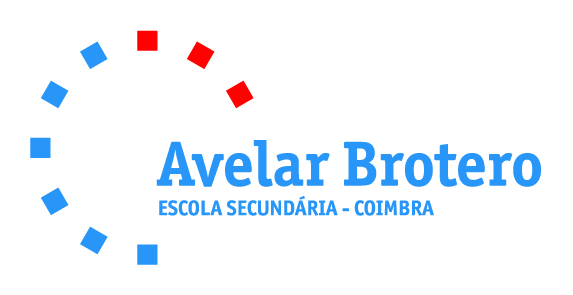 Avelar Brotero
ESCOLA SECUNDÁRIA - COIMBRA